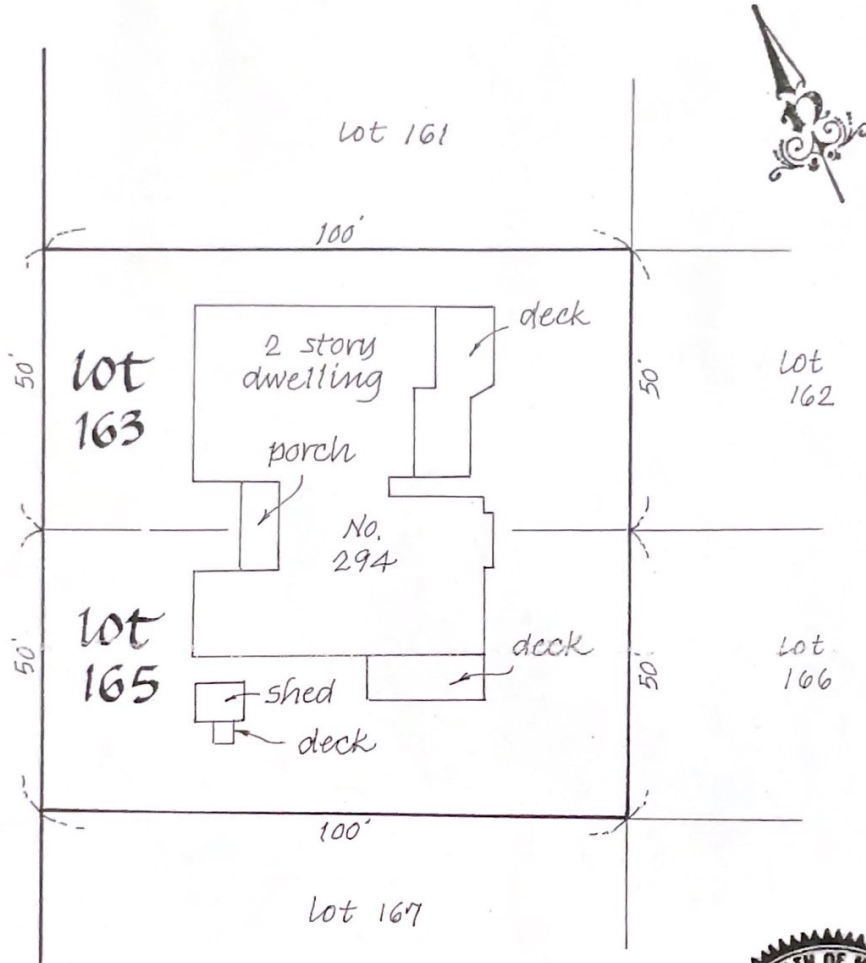 lot 161
100'
deck
2 story
dwelling
50'
lot
163
50'
lot
162
porch
No.
294
50'
lot
165
deck
50'
lot
166
shed
deck
100'
lot 167
OF